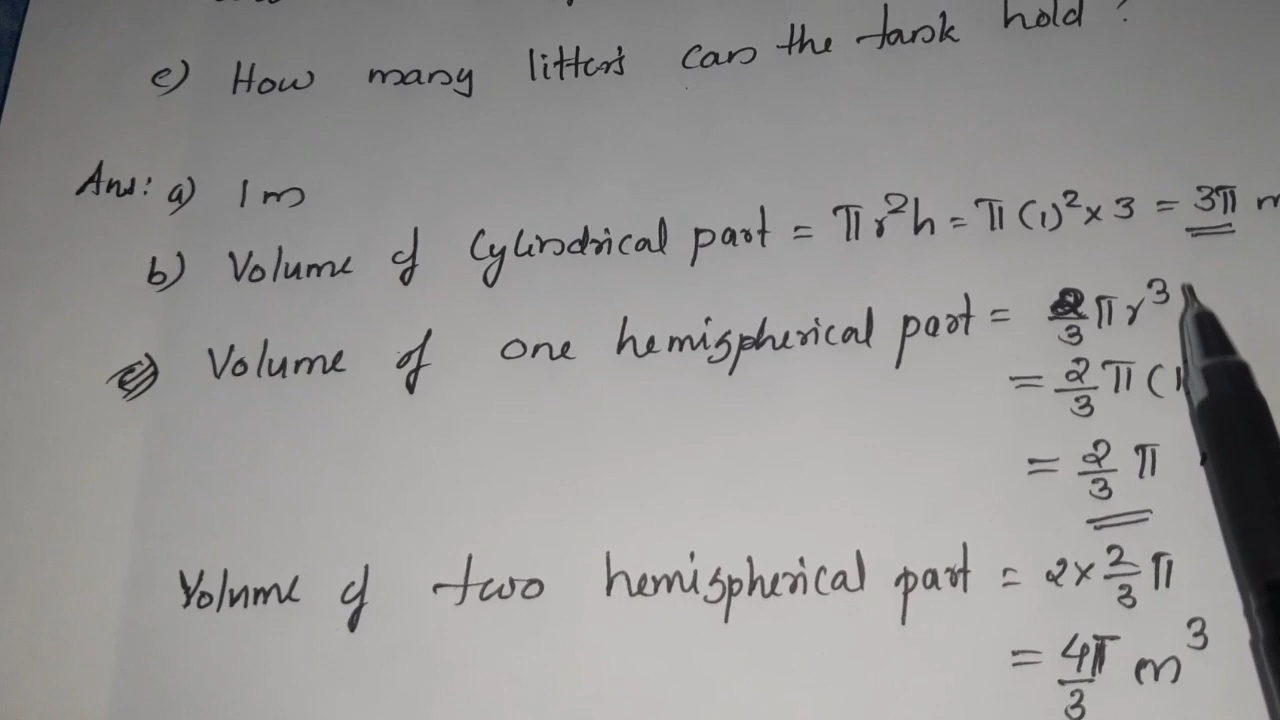 c) How many litters can the tank hold ?
Ans: a) 1 m
b) Volume of Cylindrical part = πr²h = π(1)² × 3 = 3π m
Volume of one hemispherical part = 2/3 πr³
= 2/3 π(1
= 2/3 π
Volume of two hemispherical part = 2 × 2/3 π
= 4π/3 m³